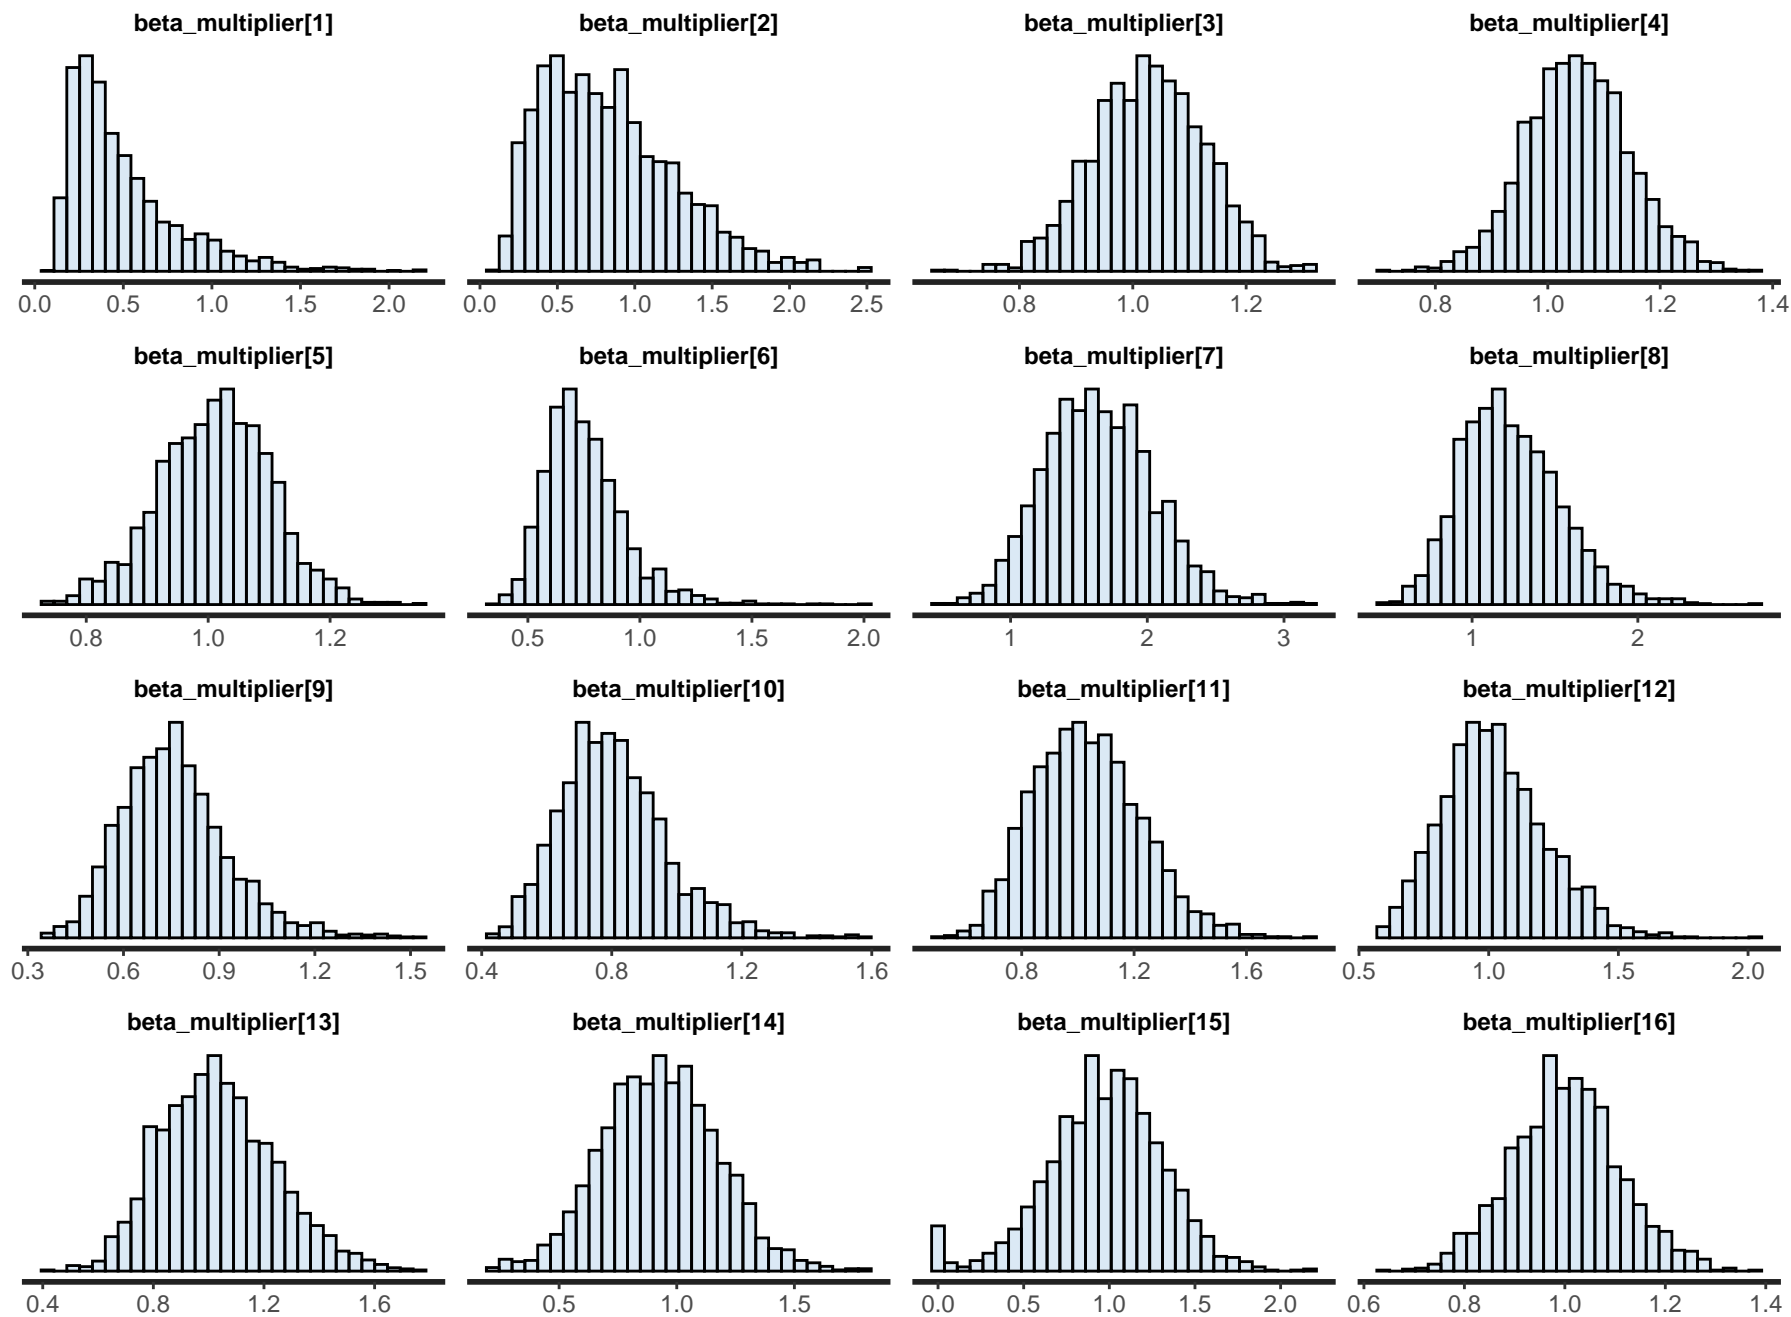 beta_multiplier[1] beta_multiplier[2] beta_multiplier[3] beta_multiplier[4]
0.0 0.5 1.0 1.5 2.0 0.0 0.5 1.0 1.5 2.0 2.5 0.8 1.0 1.2 0.8 1.0 1.2 1.4
beta_multiplier[5] beta_multiplier[6] beta_multiplier[7] beta_multiplier[8]
0.8 1.0 1.2 0.5 1.0 1.5 2.0 1 2 3 1 2
beta_multiplier[9] beta_multiplier[10] beta_multiplier[11] beta_multiplier[12]
0.3 0.6 0.9 1.2 1.5 0.4 0.8 1.2 1.6 0.8 1.2 1.6 0.5 1.0 1.5 2.0
beta_multiplier[13] beta_multiplier[14] beta_multiplier[15] beta_multiplier[16]
0.4 0.8 1.2 1.6 0.5 1.0 1.5 0.0 0.5 1.0 1.5 2.0 0.6 0.8 1.0 1.2 1.4